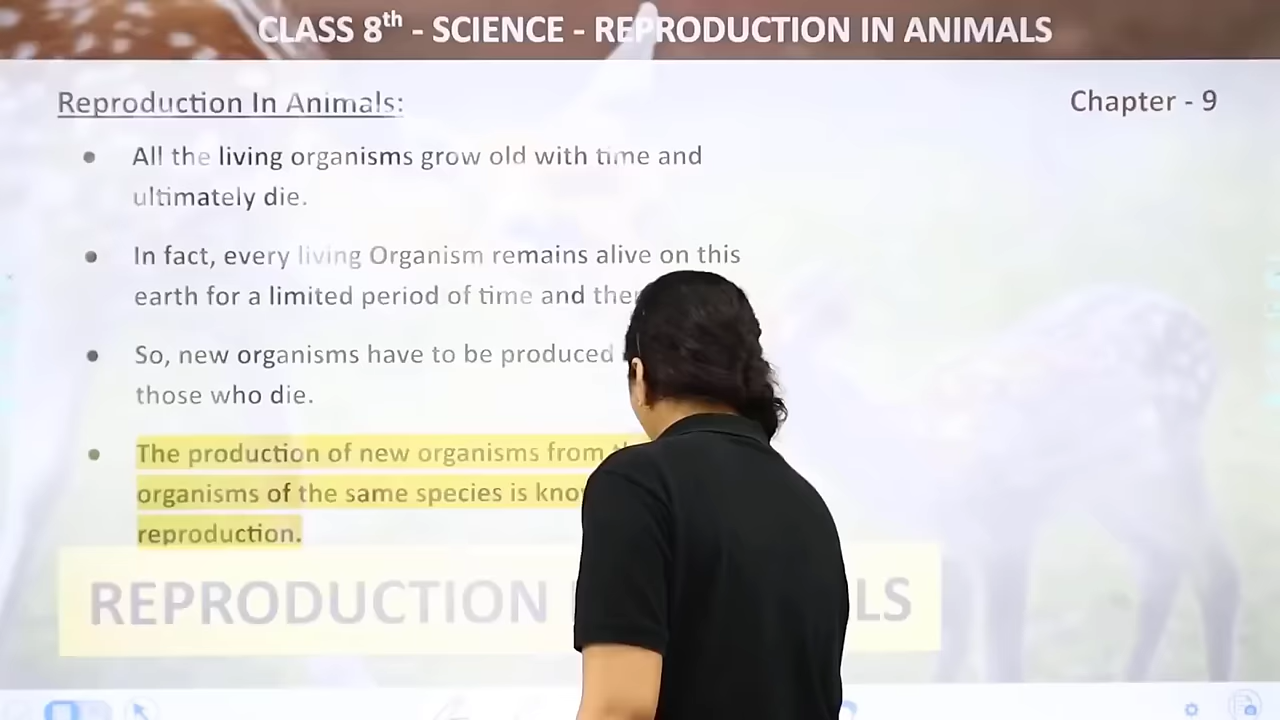 CLASS 8th - SCIENCE - REPRODUCTION IN ANIMALS
Reproduction In Animals:
Chapter - 9
All the living organisms grow old with time and
ultimately die.
In fact, every living Organism remains alive on this
earth for a limited period of time and
So, new organisms have to be produced
those who die.
The production of new organisms from
organisms of the same species is
reproduction.
REPRODUCTION